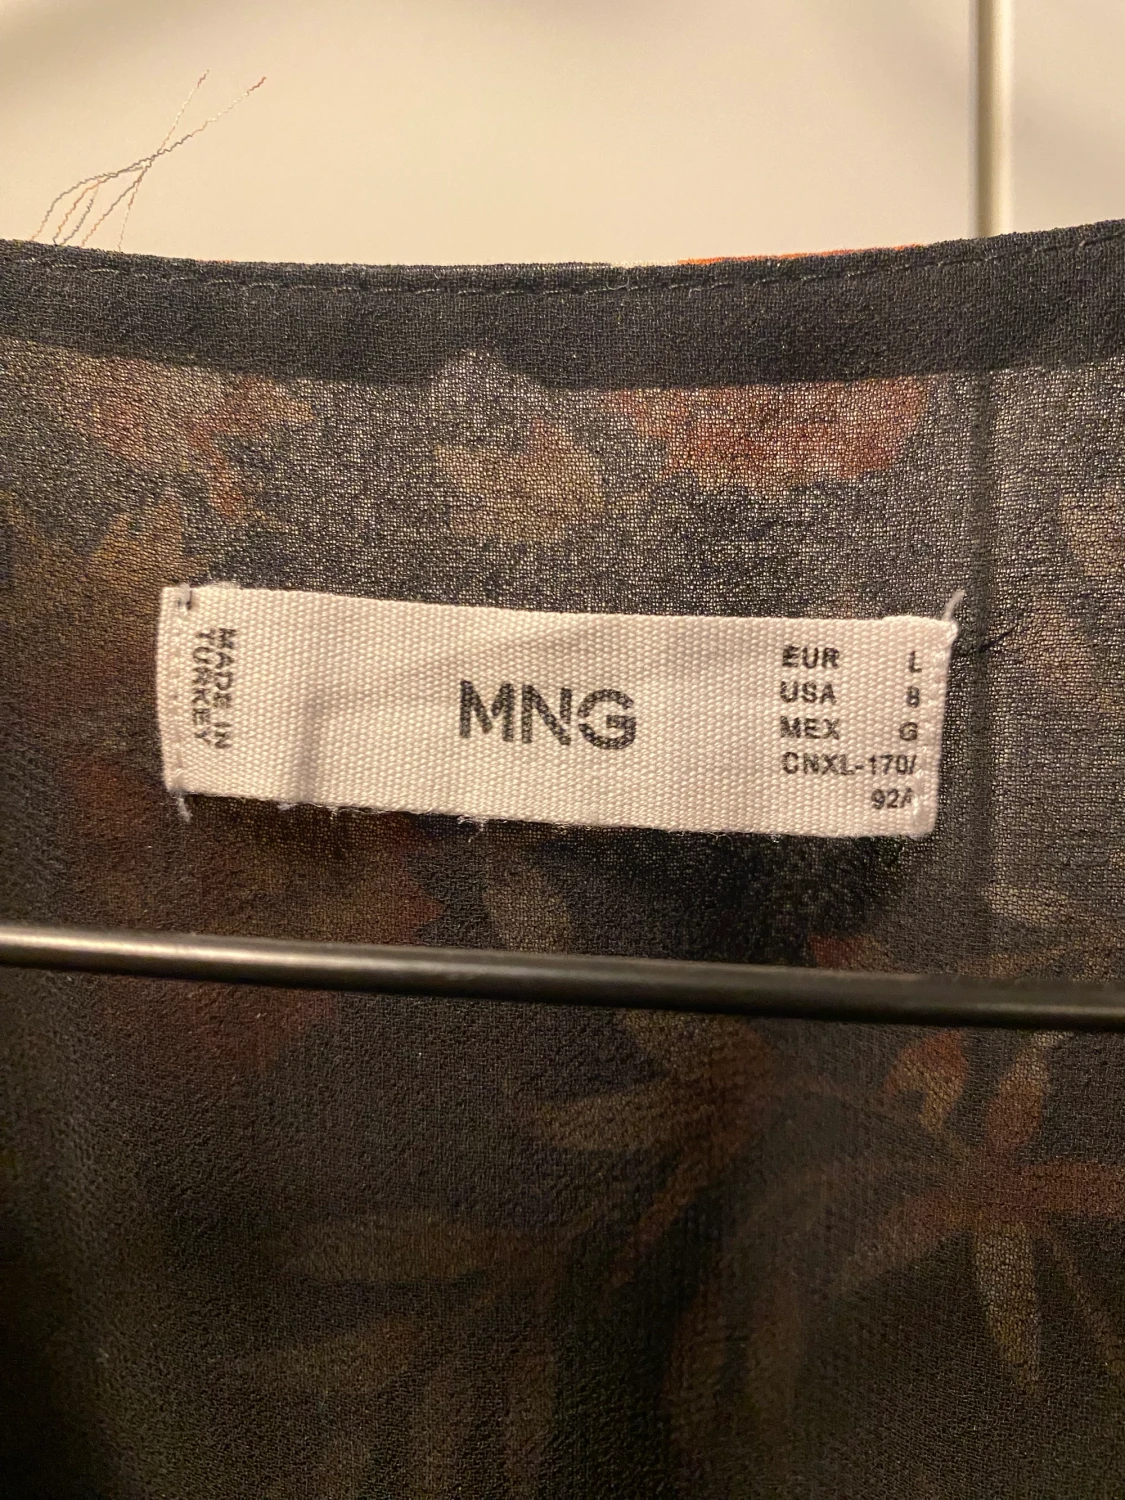 MADE IN
TURKEY
MNG
EUR L
USA 8
MEX G
CNXL-170/
92A